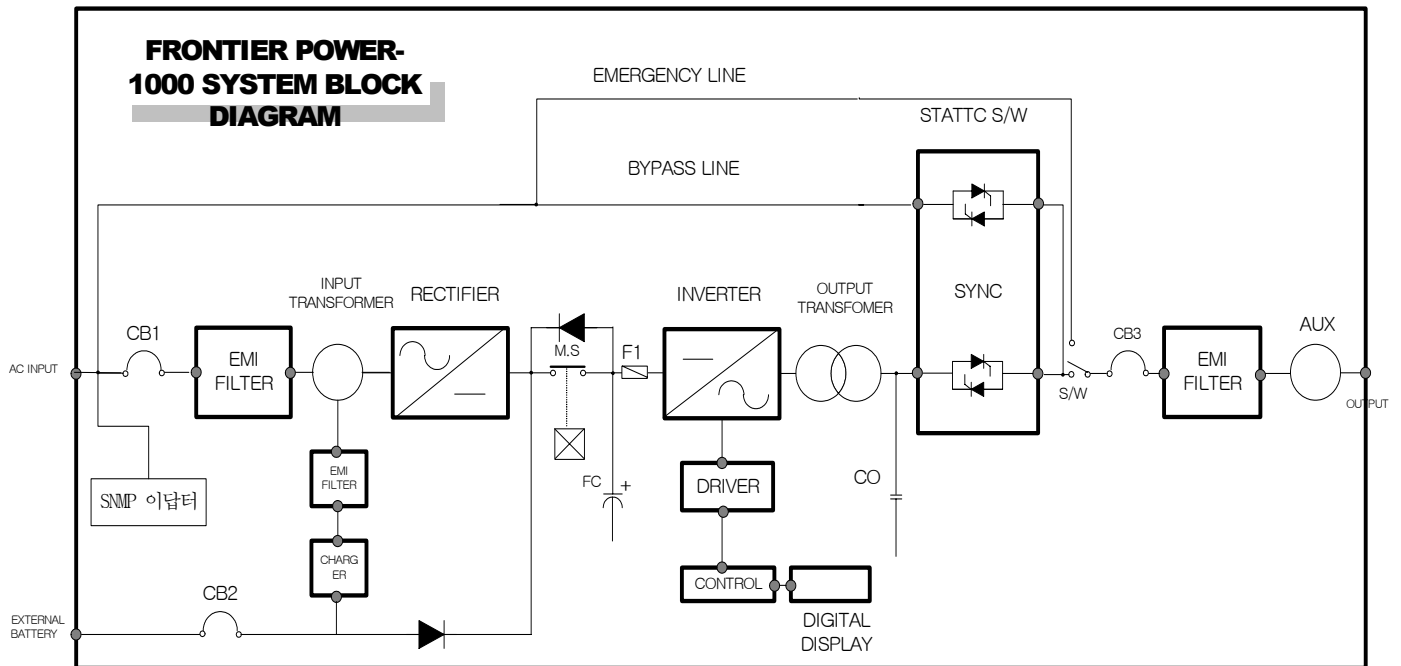 FRONTIER POWER-
1000 SYSTEM BLOCK
DIAGRAM
EMERGENCY LINE
STATTC S/W
BYPASS LINE
INPUT
TRANSFORMER
RECTIFIER
M.S
F1
INVERTER
OUTPUT
TRANSFOMER
SYNC
CB1
CB3
AUX
AC INPUT
EMI
FILTER
S/W
EMI
FILTER
OUTPUT
SNMP 이답터
EMI
FILTER
FC
+
DRIVER
CO
CHARG
ER
CONTROL
CB2
EXTERNAL
BATTERY
DIGITAL
DISPLAY